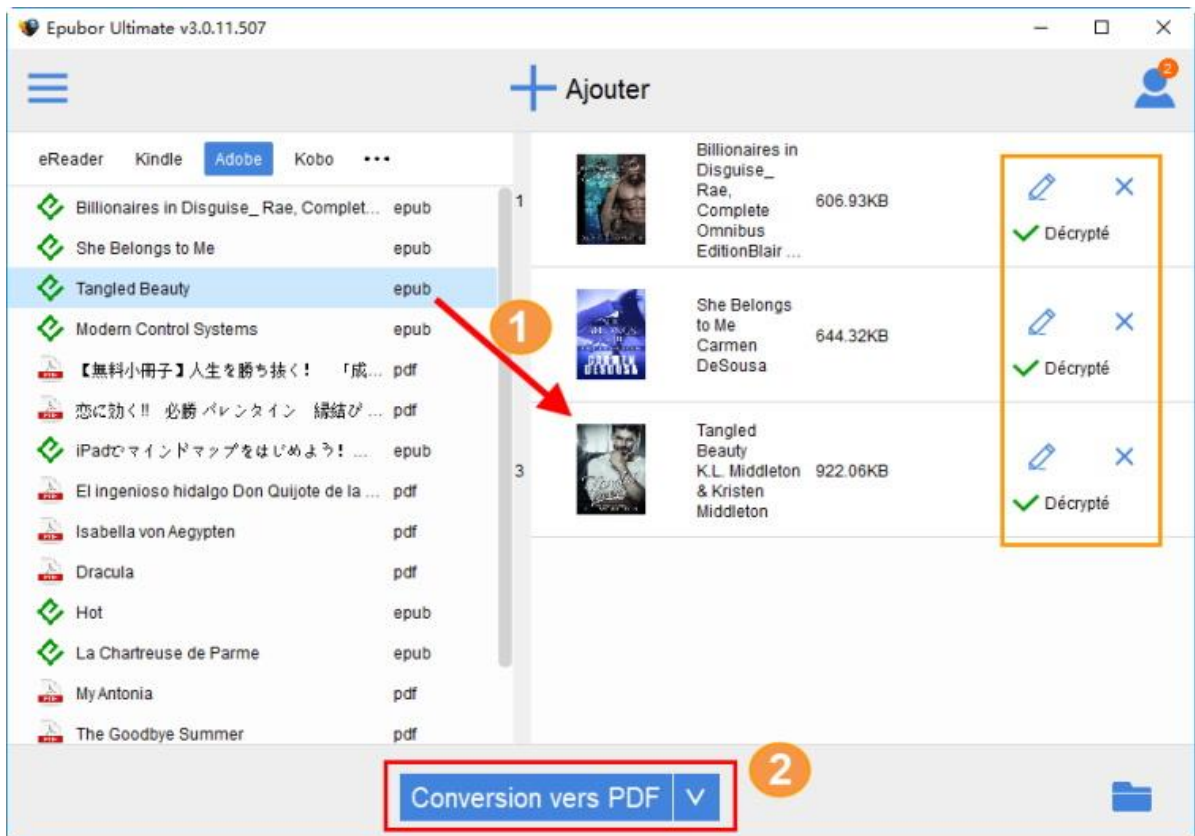 Epubor Ultimate v3.0.11.507
2
Ajouter
eReader Kindle Adobe Kobo •••
Billionaires in Disguise_ Rae, Complet... epub
She Belongs to Me epub
Tangled Beauty epub
Modern Control Systems epub
【無料小冊子】人生を勝ち抜く! 「成... pdf
恋に効く!! 必勝 バレンタイン 縁結び ... pdf
iPadでマインドマップをはじめよう! ... epub
El ingenioso hidalgo Don Quijote de la ... pdf
Isabella von Aegypten pdf
Dracula pdf
Hot epub
La Chartreuse de Parme epub
My Antonia pdf
The Goodbye Summer pdf
1
Billionaires in
Disguise_
Rae,
Complete
Omnibus
EditionBlair ...
606.93KB
Décrypté
1
She Belongs
to Me
Carmen
DeSousa
644.32KB
Décrypté
3
Tangled
Beauty
K.L. Middleton
& Kristen
Middleton
922.06KB
Décrypté
Conversion vers PDF
2